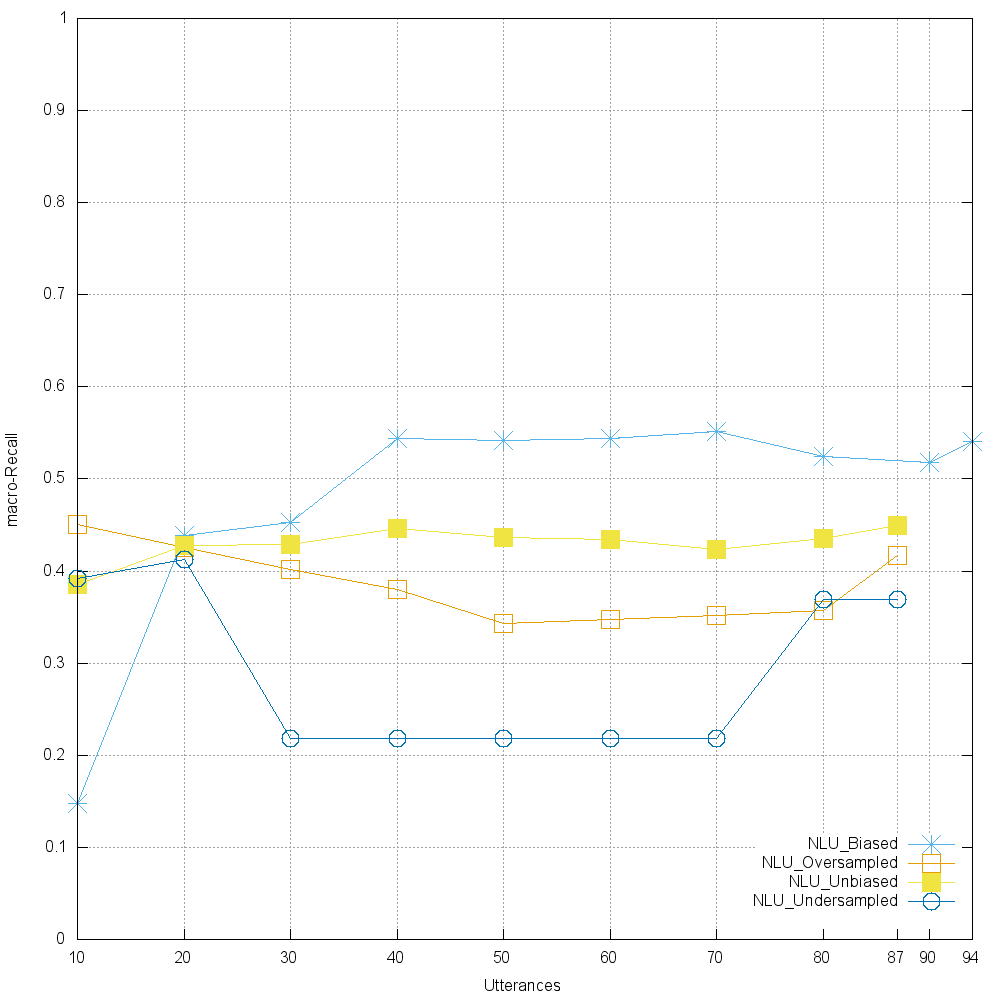 1
0.9
0.8
0.7
0.6
0.5
0.4
0.3
0.2
0.1
0
macro-Recall
NLU_Biased
NLU_Oversampled
NLU_Unbiased
NLU_Undersampled
10 20 30 40 50 60 70 80 87 90 94
Utterances